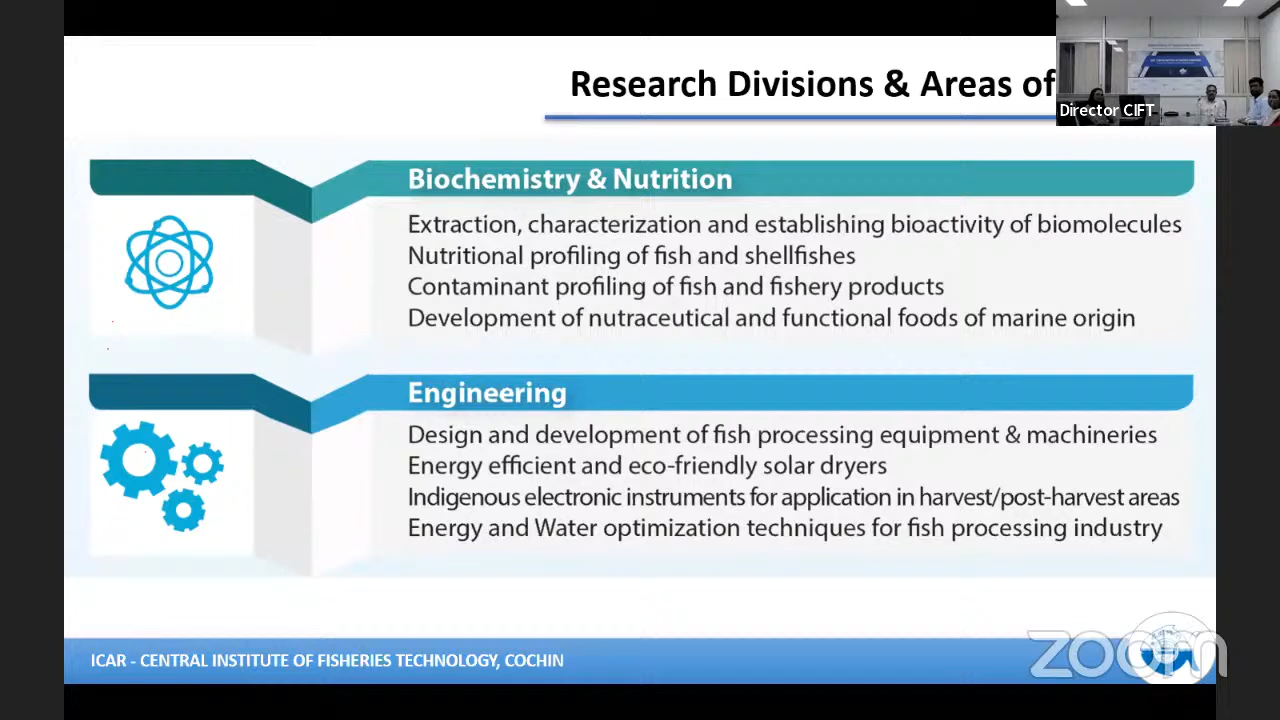 Research Divisions & Areas of
Director CIFT
Biochemistry & Nutrition
Extraction, characterization and establishing bioactivity of biomolecules
Nutritional profiling of fish and shellfishes
Contaminant profiling of fish and fishery products
Development of nutraceutical and functional foods of marine origin
Engineering
Design and development of fish processing equipment & machineries
Energy efficient and eco-friendly solar dryers
Indigenous electronic instruments for application in harvest/post-harvest areas
Energy and Water optimization techniques for fish processing industry
ICAR - CENTRAL INSTITUTE OF FISHERIES TECHNOLOGY, COCHIN
zoom